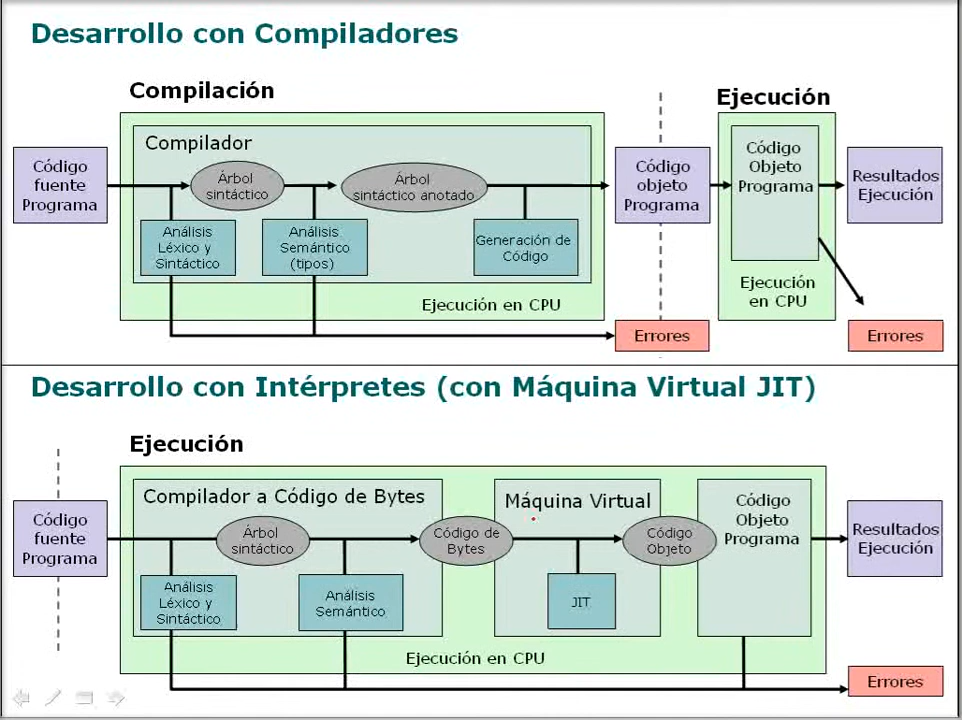 Desarrollo con Compiladores
Compilación
Ejecución
Compilador
Código
fuente
Programa
Árbol
sintáctico
Árbol
sintáctico anotado
Análisis
Léxico y
Sintáctico
Análisis
Semántico
(tipos)
Generación de
Código
Ejecución en CPU
Código
objeto
Programa
Errores
Código
Objeto
Programa
Ejecución
en CPU
Resultados
Ejecución
Errores
Desarrollo con Intérpretes (con Máquina Virtual JIT)
Ejecución
Código
fuente
Programa
Compilador a Código de Bytes
Árbol
sintáctico
Análisis
Léxico y
Sintáctico
Análisis
Semántico
Código de
Bytes
Máquina Virtual
JIT
Código
Objeto
Código
Objeto
Programa
Ejecución en CPU
Resultados
Ejecución
Errores